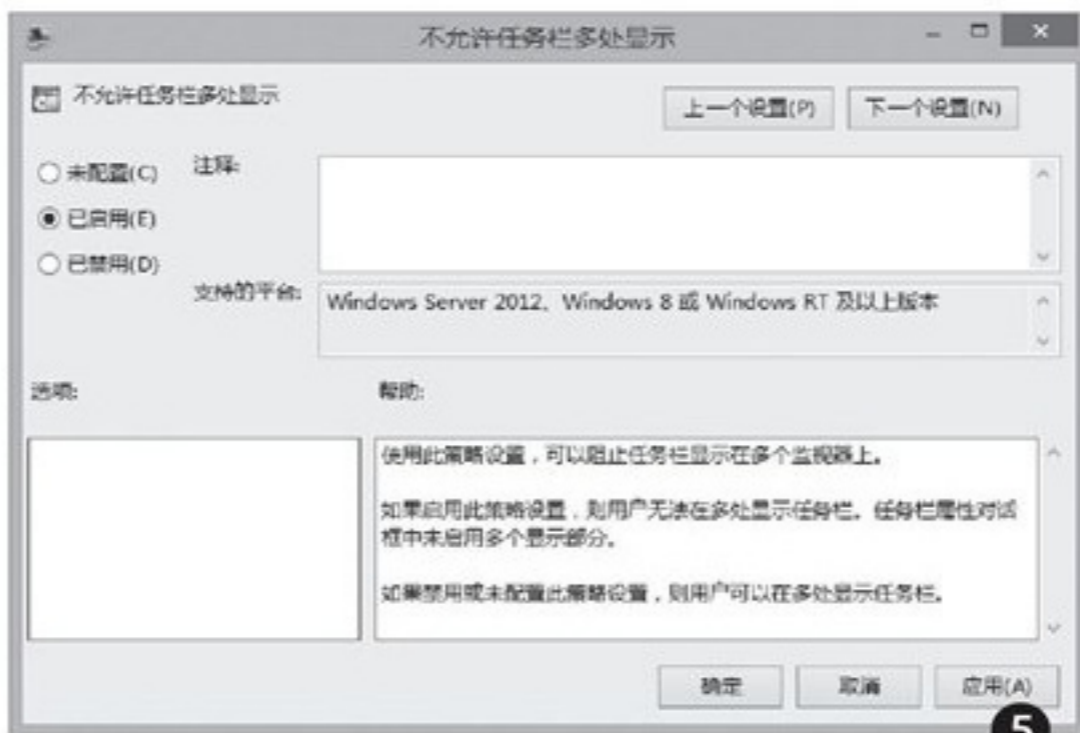 不允许任务栏多处显示
不允许任务栏多处显示
上一个设置(P)
下一个设置(N)
未配置(C)
注释:
已启用(E)
已禁用(D)
支持的平台:
Windows Server 2012、Windows 8 或 Windows RT 及以上版本
选项:
帮助:
使用此策略设置，可以阻止任务栏显示在多个监视器上。
如果启用此策略设置，则用户无法在多处显示任务栏。任务栏属性对话
框中未启用多个显示部分。
如果禁用或未配置此策略设置，则用户可以在多处显示任务栏。
确定
取消
应用(A)
5